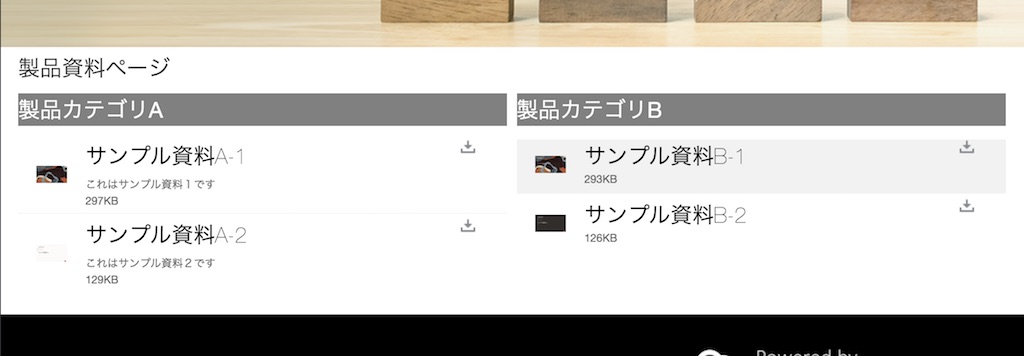 製品資料ページ
製品カテゴリA
サンプル資料A-1
これはサンプル資料１です
297KB
サンプル資料A-2
これはサンプル資料２です
129KB
製品カテゴリB
サンプル資料B-1
293KB
サンプル資料B-2
126KB
Powered by